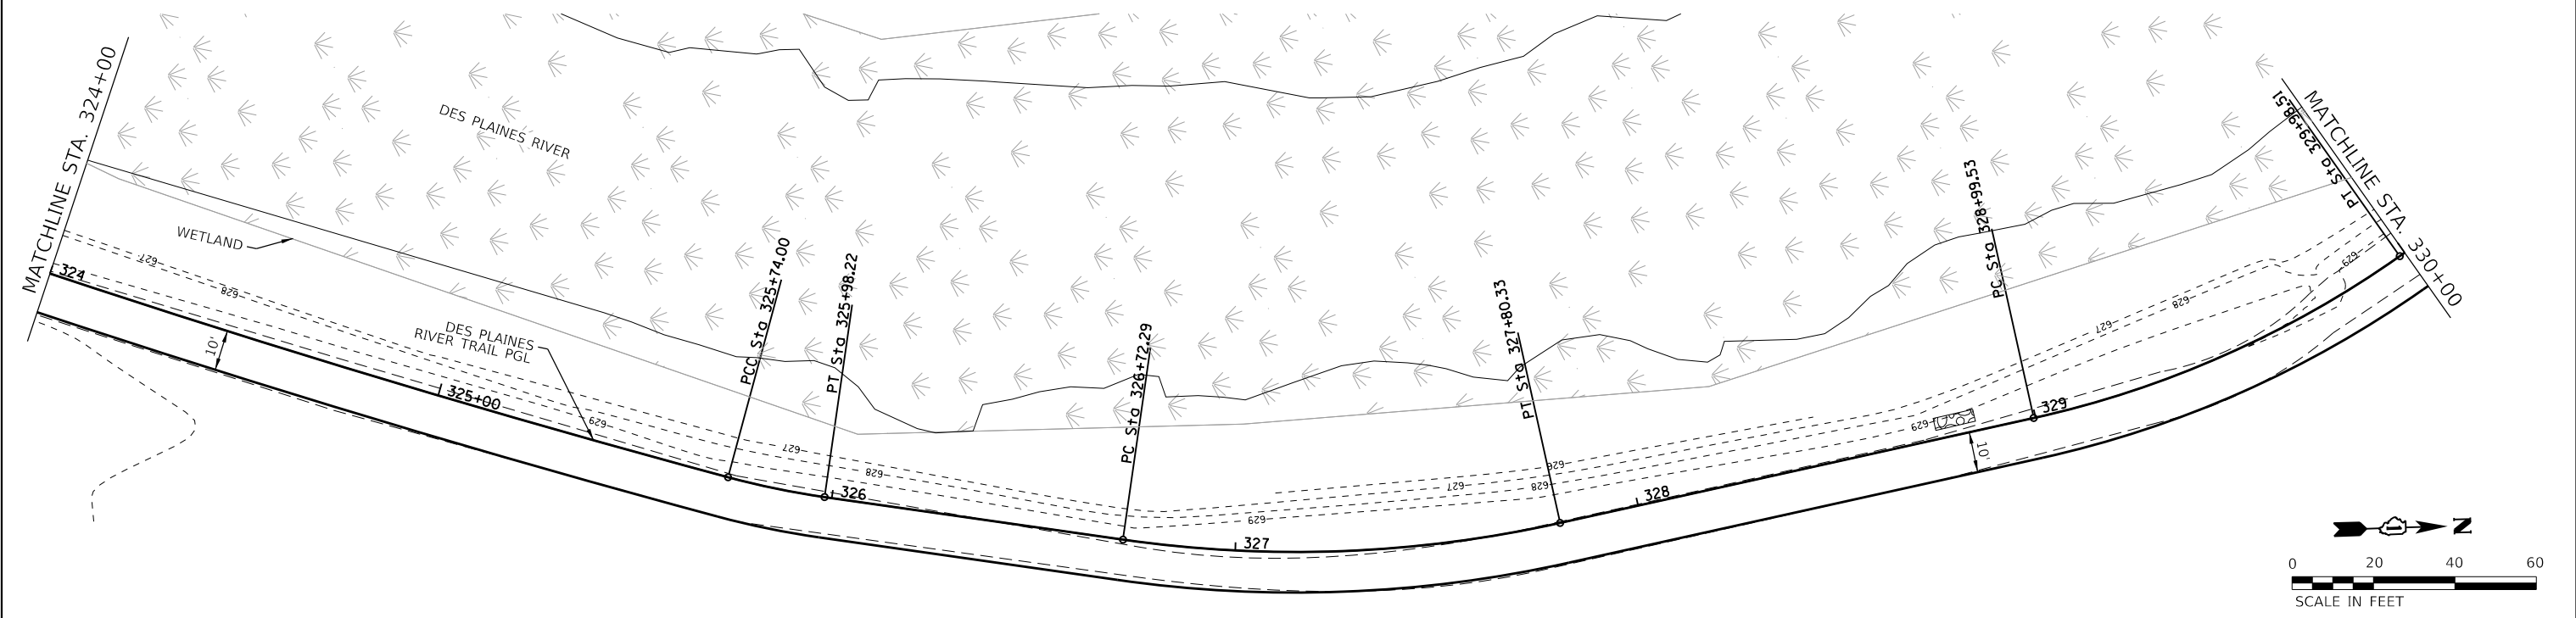 MATCHLINE STA. 324+00
DES PLAINES RIVER
WETLAND
324
627
628
10'
DES PLAINES
RIVER TRAIL PGL
325+00
629
PCC Sta 325+74.00
PT Sta 325+98.22
627
628
326
PC Sta 326+72.29
629
327
627
626
628
PT Sta 327+80.33
328
629
10'
PC Sta 328+99.53
329
627
628
629
PT Sta 329+98.51
MATCHLINE STA. 330+00
N
0 20 40 60
SCALE IN FEET